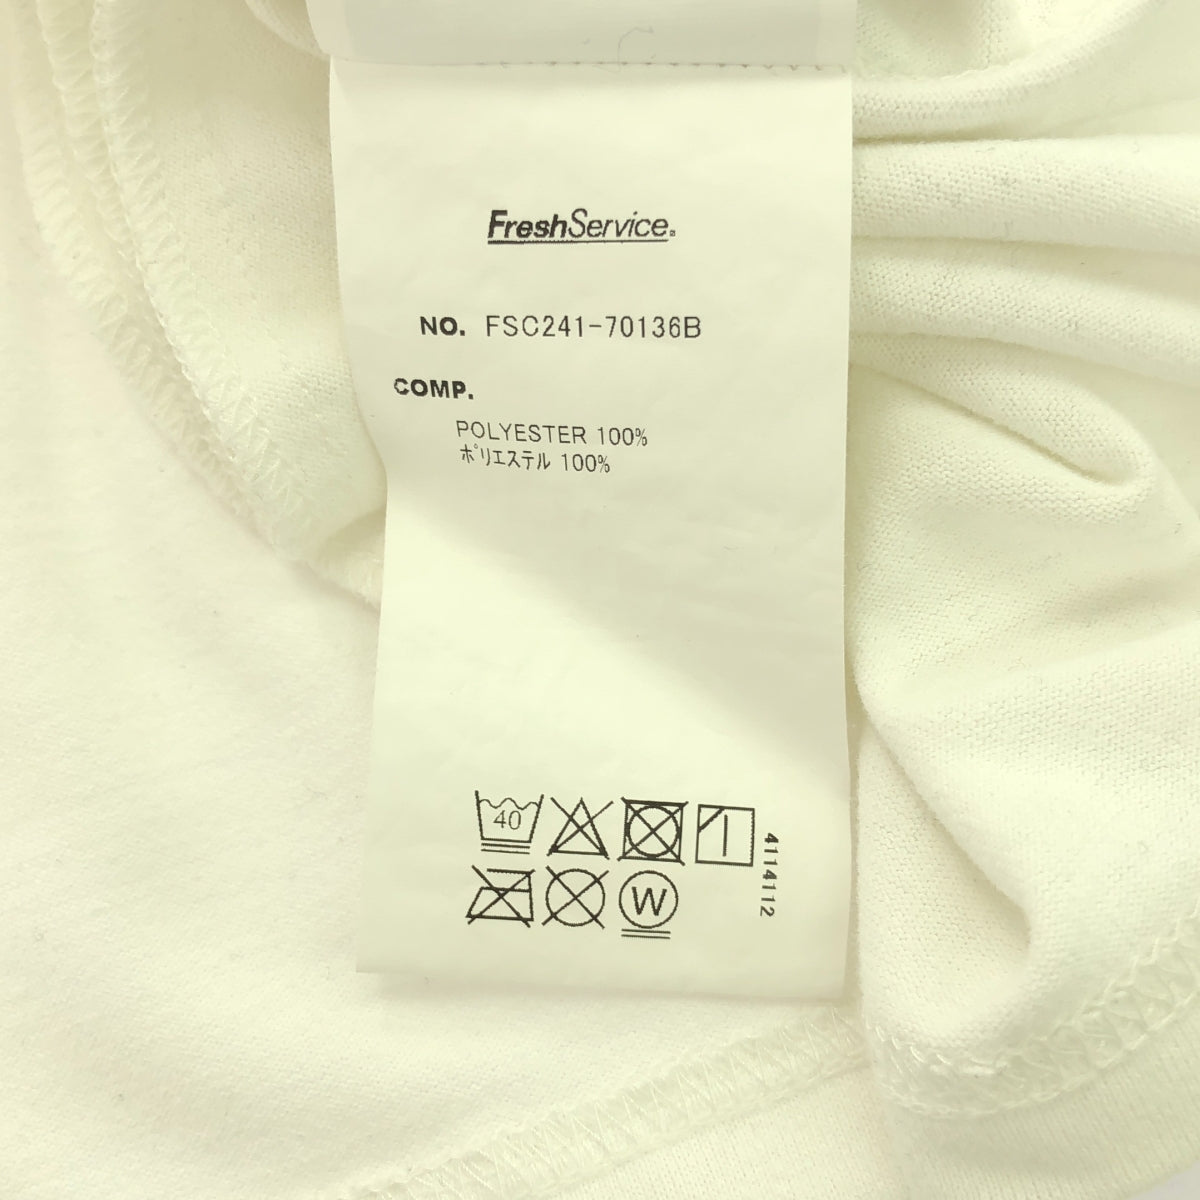 FreshService
NO. FSC241-70136B
COMP.
POLYESTER 100%
ポリエステル 100%
40
W
4114112